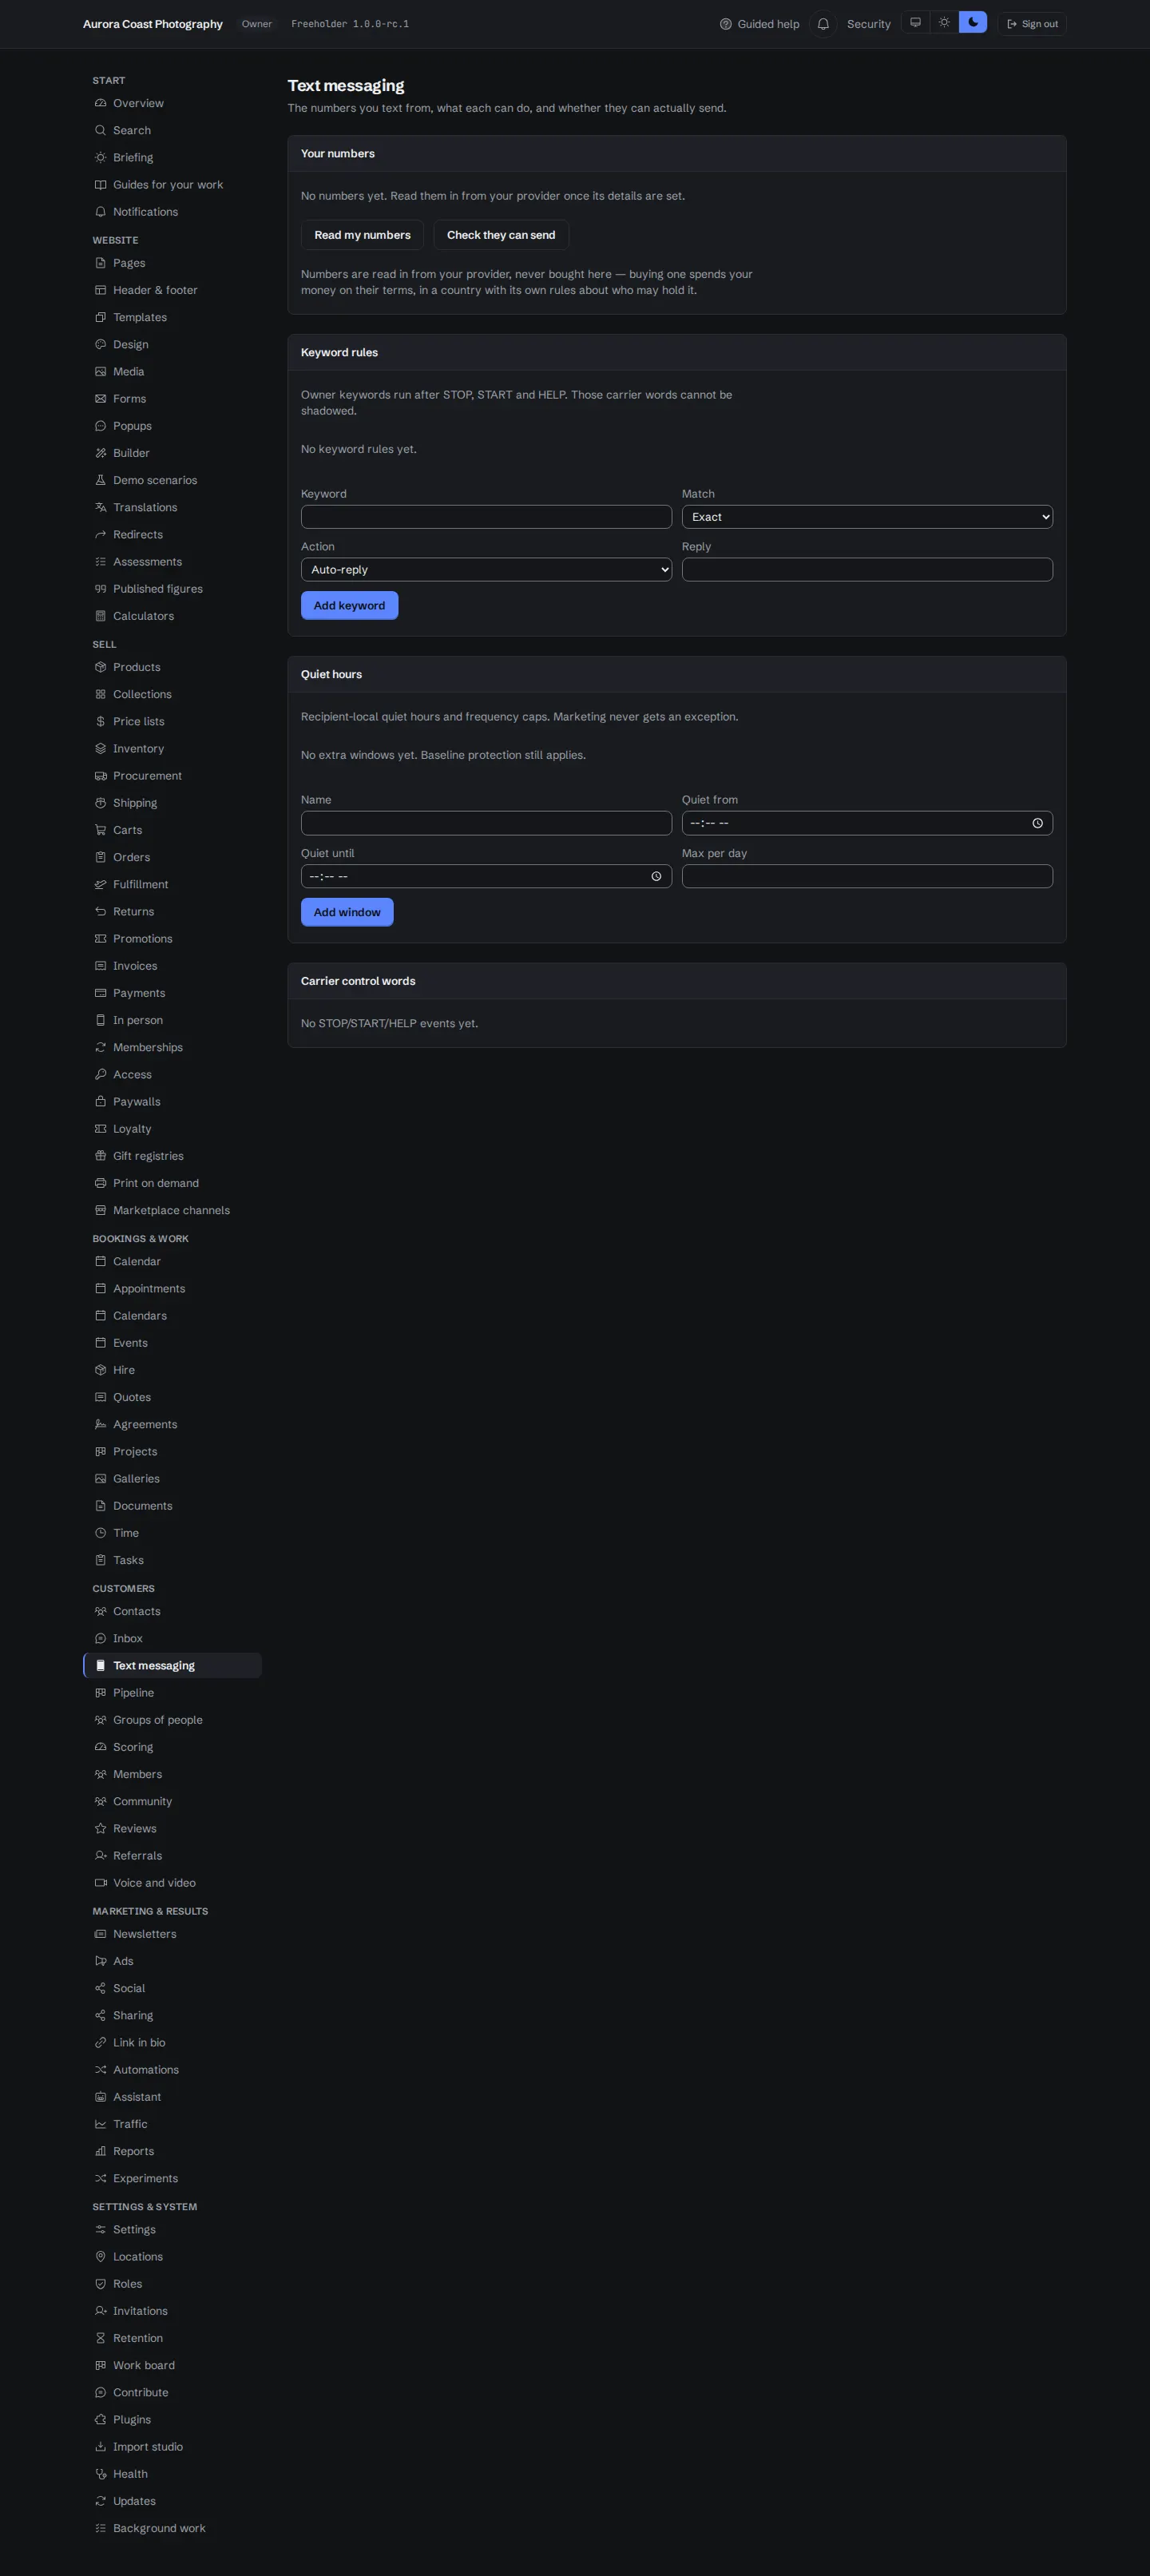 Aurora Coast Photography
Owner
Freeholder 1.0.0-rc.1
Guided help
Security
Sign out
START
Overview
Search
Briefing
Guides for your work
Notifications
WEBSITE
Pages
Header & footer
Templates
Design
Media
Forms
Popups
Builder
Demo scenarios
Translations
Redirects
Assessments
Published figures
Calculators
SELL
Products
Collections
Price lists
Inventory
Procurement
Shipping
Carts
Orders
Fulfillment
Returns
Promotions
Invoices
Payments
In person
Memberships
Access
Paywalls
Loyalty
Gift registries
Print on demand
Marketplace channels
BOOKINGS & WORK
Calendar
Appointments
Calendars
Events
Hire
Quotes
Agreements
Projects
Galleries
Documents
Time
Tasks
CUSTOMERS
Contacts
Inbox
Text messaging
Pipeline
Groups of people
Scoring
Members
Community
Reviews
Referrals
Voice and video
MARKETING & RESULTS
Newsletters
Ads
Social
Sharing
Link in bio
Automations
Assistant
Traffic
Reports
Experiments
SETTINGS & SYSTEM
Settings
Locations
Roles
Invitations
Retention
Work board
Contribute
Plugins
Import studio
Health
Updates
Background work
Text messaging
The numbers you text from, what each can do, and whether they can actually send.
Your numbers
No numbers yet. Read them in from your provider once its details are set.
Read my numbers
Check they can send
Numbers are read in from your provider, never bought here — buying one spends your
money on their terms, in a country with its own rules about who may hold it.
Keyword rules
Owner keywords run after STOP, START and HELP. Those carrier words cannot be
shadowed.
No keyword rules yet.
Keyword
Match
Exact
Action
Reply
Auto-reply
Add keyword
Quiet hours
Recipient-local quiet hours and frequency caps. Marketing never gets an exception.
No extra windows yet. Baseline protection still applies.
Name
Quiet from
--:-- --
Quiet until
Max per day
--:-- --
Add window
Carrier control words
No STOP/START/HELP events yet.